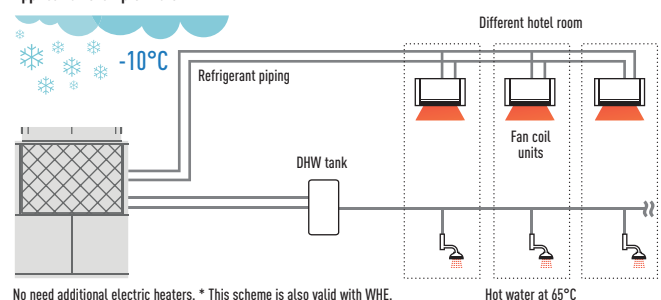 Different hotel room
-10°C
Refrigerant piping
Fan coil
units
DHW tank
No need additional electric heaters. * This scheme is also valid with WHE.
Hot water at 65°C